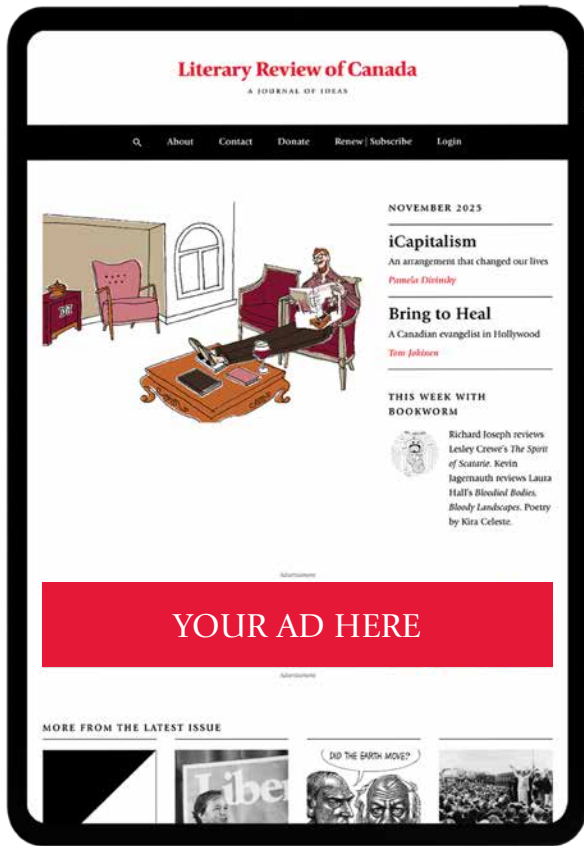 Literary Review of Canada
A JOURNAL OF IDEAS
About Contact Donate Renew | Subscribe Login
NOVEMBER 2025
iCapitalism
An arrangement that changed our lives
Pamela Divinsky
Bring to Heal
A Canadian evangelist in Hollywood
Tom Jokinen
THIS WEEK WITH
BOOKWORM
Richard Joseph reviews
Lesley Crewe's The Spirit
of Scatarie. Kevin
Jagernauth reviews Laura
Hall's Bloodied Bodies,
Bloody Landscapes. Poetry
by Kira Celeste.
Advertisement
YOUR AD HERE
Advertisement
MORE FROM THE LATEST ISSUE
Liber
DID THE EARTH MOVE?